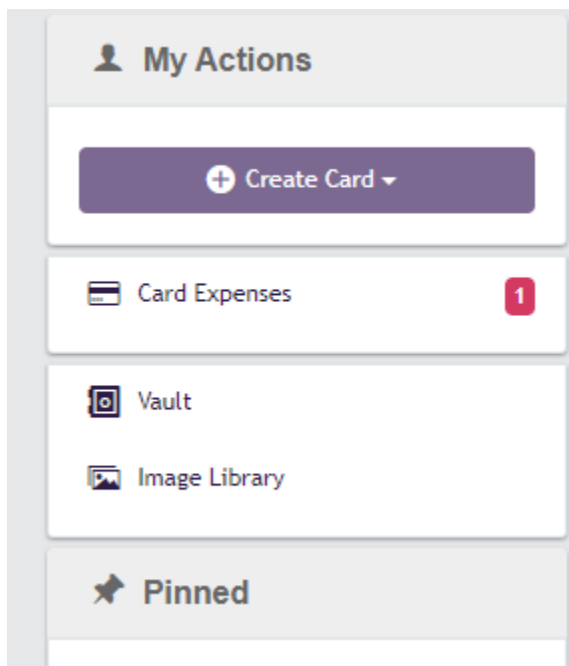 My Actions
Create Card
Card Expenses 1
Vault
Image Library
Pinned